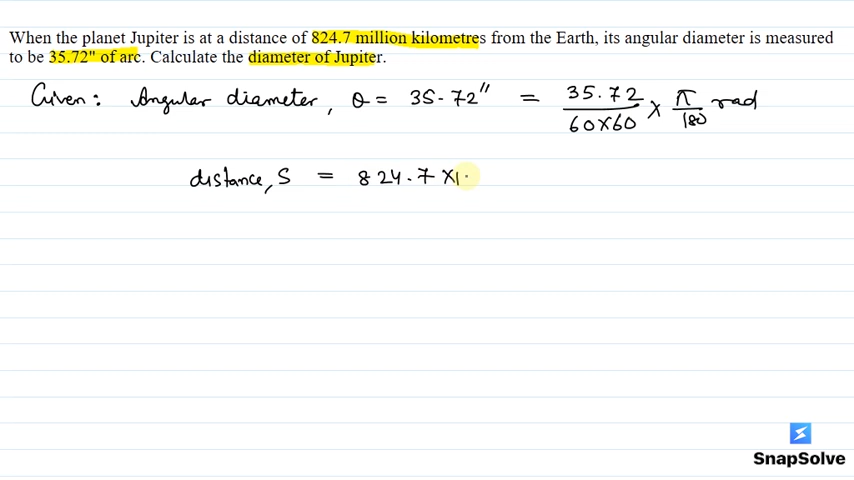 When the planet Jupiter is at a distance of 824.7 million kilometres from the Earth, its angular diameter is measured
to be 35.72" of arc. Calculate the diameter of Jupiter.
Given: Angular diameter, θ = 35.72" = 35.72/60×60 × π/180 rad
distance, S = 824.7 ×1
SnapSolve